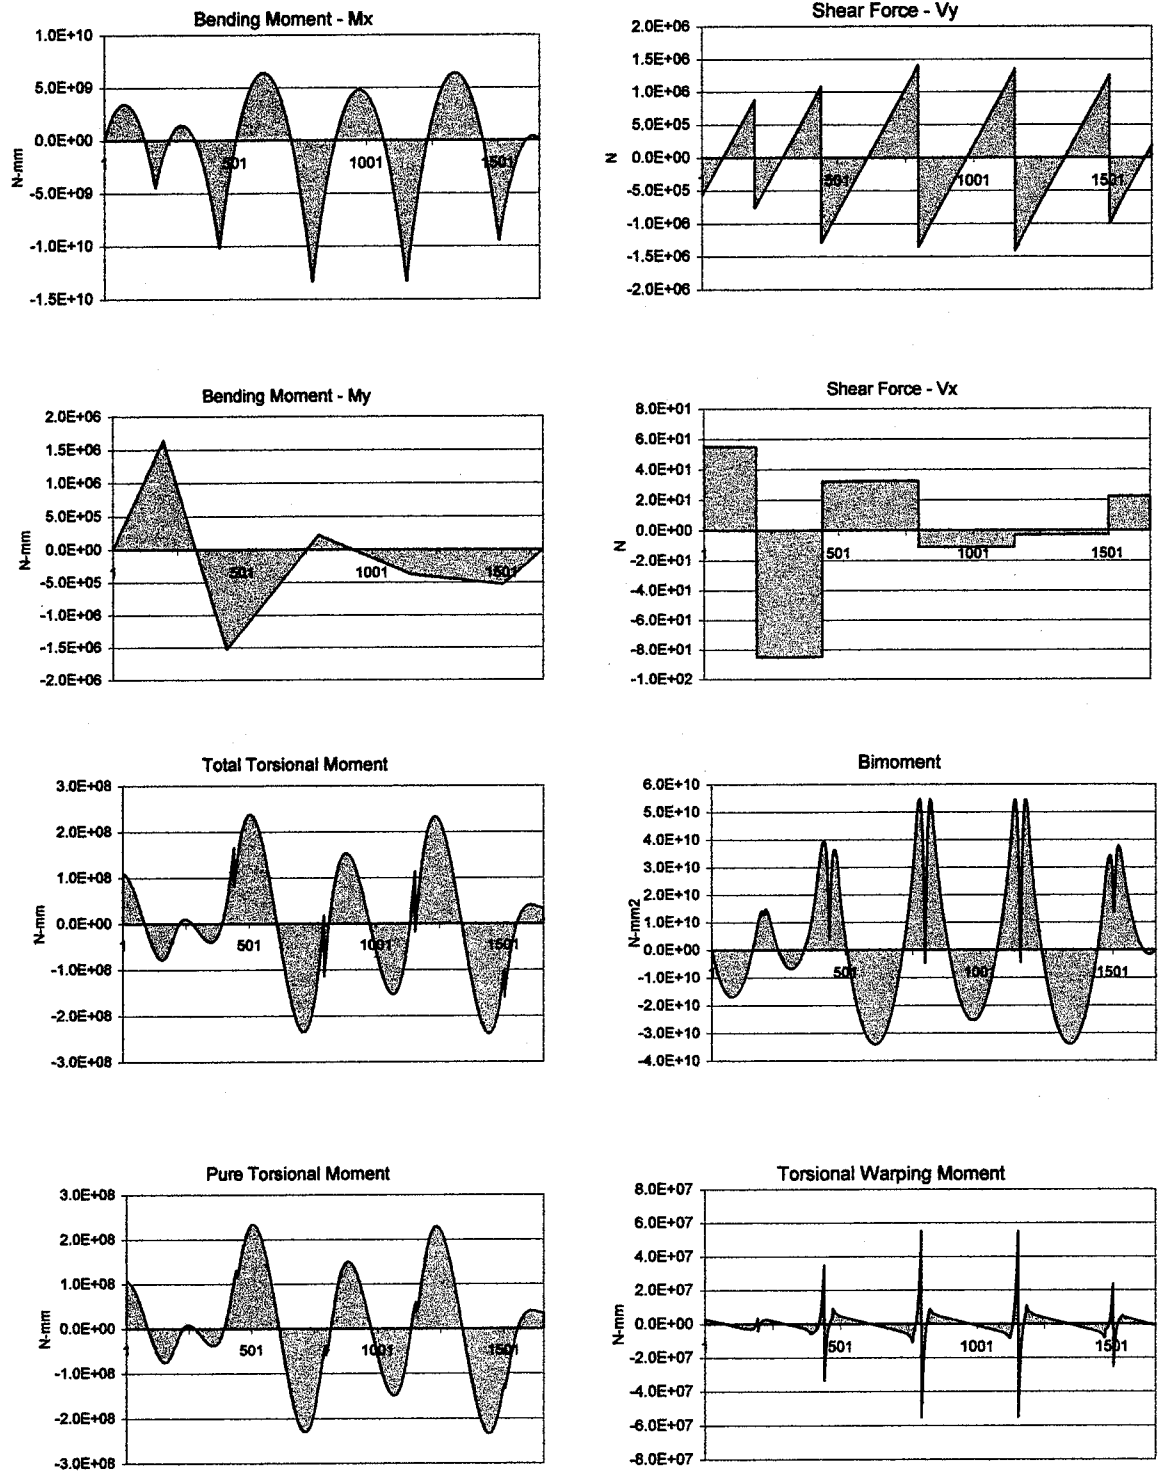 Bending Moment - Mx
1.0E+10
5.0E+09
0.0E+00
-5.0E+09
-1.0E+10
-1.5E+10
N-mm
1
501
1001
1501
Shear Force - Vy
2.0E+06
1.5E+06
1.0E+06
5.0E+05
0.0E+00
-5.0E+05
-1.0E+06
-1.5E+06
-2.0E+06
N
501
1001
1501
Bending Moment - My
2.0E+06
1.5E+06
1.0E+06
5.0E+05
0.0E+00
-5.0E+05
-1.0E+06
-1.5E+06
-2.0E+06
N-mm
1
501
1001
1501
Shear Force - Vx
8.0E+01
6.0E+01
4.0E+01
2.0E+01
0.0E+00
-2.0E+01
-4.0E+01
-6.0E+01
-8.0E+01
-1.0E+02
N
1
501
1001
1501
Total Torsional Moment
3.0E+08
2.0E+08
1.0E+08
0.0E+00
-1.0E+08
-2.0E+08
-3.0E+08
N-mm
1
501
1001
1501
Bimoment
6.0E+10
5.0E+10
4.0E+10
3.0E+10
2.0E+10
1.0E+10
0.0E+00
-1.0E+10
-2.0E+10
-3.0E+10
-4.0E+10
N-mm2
1
501
1001
1501
Pure Torsional Moment
3.0E+08
2.0E+08
1.0E+08
0.0E+00
-1.0E+08
-2.0E+08
-3.0E+08
N-mm
1
501
1001
1501
Torsional Warping Moment
8.0E+07
6.0E+07
4.0E+07
2.0E+07
0.0E+00
-2.0E+07
-4.0E+07
-6.0E+07
-8.0E+07
N-mm
1
501
1001
1501